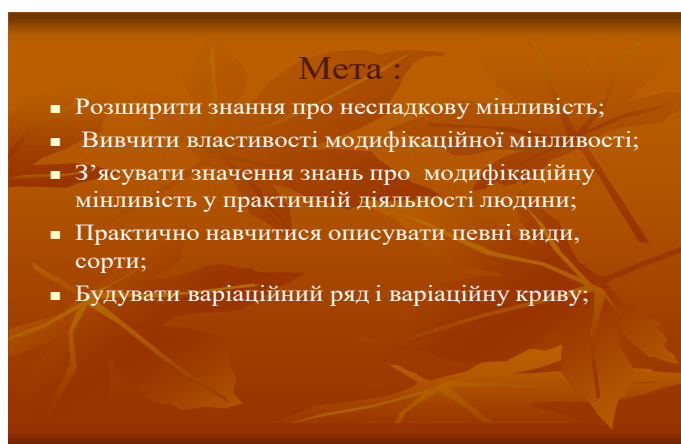 Мета :
Розширити знання про неспадкову мінливість;
Вивчити властивості модифікаційної мінливості;
З’ясувати значення знань про модифікаційну
мінливість у практичній діяльності людини;
Практично навчитися описувати певні види,
сорти;
Будувати варіаційний ряд і варіаційну криву;